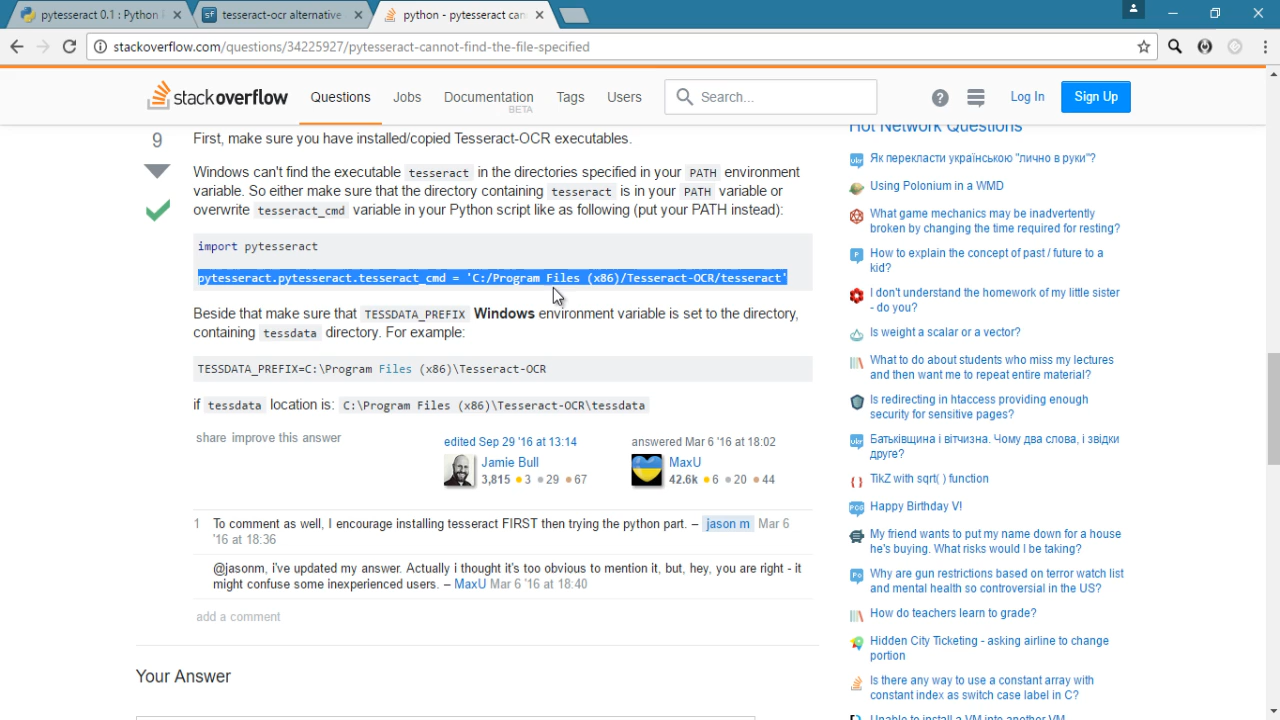 pytesseract 0.1 : Python
tesseract-ocr alternative
python - pytesseract can
stackoverflow.com/questions/34225927/pytesseract-cannot-find-the-file-specified
stackoverflow
Questions
Jobs
Documentation
BETA
Tags
Users
Search...
Log In
Sign Up
9
First, make sure you have installed/copied Tesseract-OCR executables.
Windows can't find the executable tesseract in the directories specified in your PATH environment
variable. So either make sure that the directory containing tesseract is in your PATH variable or
overwrite tesseract_cmd variable in your Python script like as following (put your PATH instead):
import pytesseract
pytesseract.pytesseract.tesseract_cmd = 'C:/Program Files (x86)/Tesseract-OCR/tesseract'
Beside that make sure that TESSDATA_PREFIX Windows environment variable is set to the directory,
containing tessdata directory. For example:
TESSDATA_PREFIX=C:\Program Files (x86)\Tesseract-OCR
if tessdata location is: C:\Program Files (x86)\Tesseract-OCR\tessdata
share improve this answer
edited Sep 29 '16 at 13:14
Jamie Bull
3,815 3 29 67
answered Mar 6 '16 at 18:02
MaxU
42.6k 6 20 44
1 To comment as well, I encourage installing tesseract FIRST then trying the python part. – jason m Mar 6
'16 at 18:36
@jasonm, i've updated my answer. Actually i thought it's too obvious to mention it, but, hey, you are right - it
might confuse some inexperienced users. – MaxU Mar 6 '16 at 18:40
add a comment
Your Answer
Hot Network Questions
Як перекласти українською "лично в руки"?
Using Polonium in a WMD
What game mechanics may be inadvertently
broken by changing the time required for resting?
How to explain the concept of past / future to a
kid?
I don't understand the homework of my little sister
- do you?
Is weight a scalar or a vector?
What to do about students who miss my lectures
and then want me to repeat entire material?
Is redirecting in htaccess providing enough
security for sensitive pages?
Батьківщина і вітчизна. Чому два слова, і звідки
друге?
TikZ with sqrt( ) function
Happy Birthday V!
My friend wants to put my name down for a house
he's buying. What risks would I be taking?
Why are gun restrictions based on terror watch list
and mental health so controversial in the US?
How do teachers learn to grade?
Hidden City Ticketing - asking airline to change
portion
Is there any way to use a constant array with
constant index as switch case label in C?
Unable to install a VM into another VM